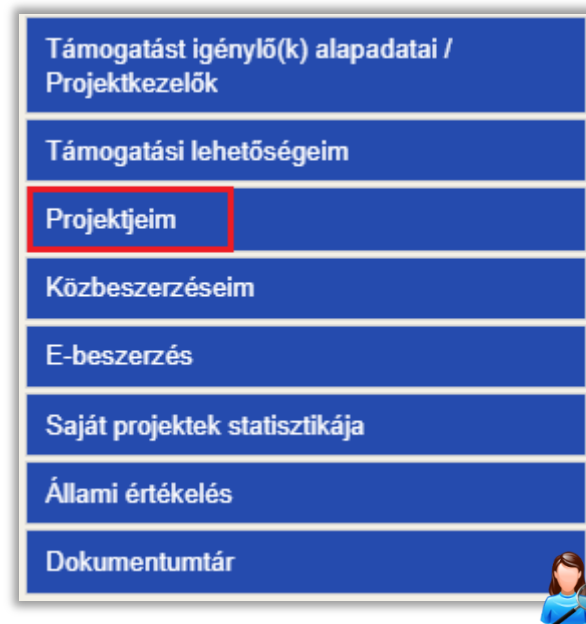 Támogatást igénylő(k) alapadatai /
Projektkezelők
Támogatási lehetőségeim
Projektjeim
Közbeszerzéseim
E-beszerzés
Saját projektek statisztikája
Állami értékelés
Dokumentumtár